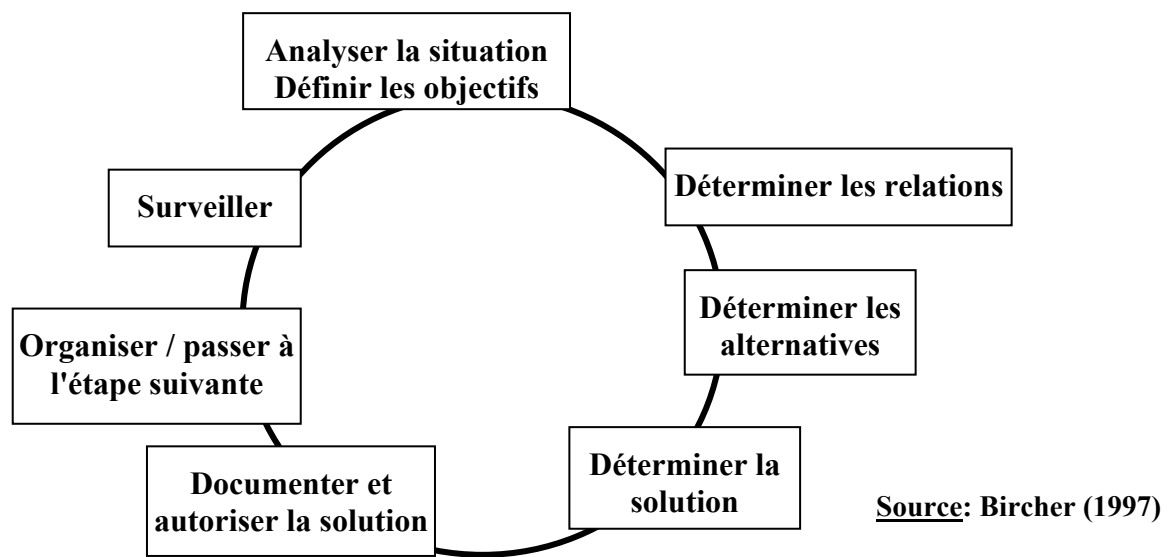 Analyser la situation
Définir les objectifs
Déterminer les relations
Déterminer les
alternatives
Déterminer la
solution
Documenter et
autoriser la solution
Organiser / passer à
l'étape suivante
Surveiller
Source: Bircher (1997)